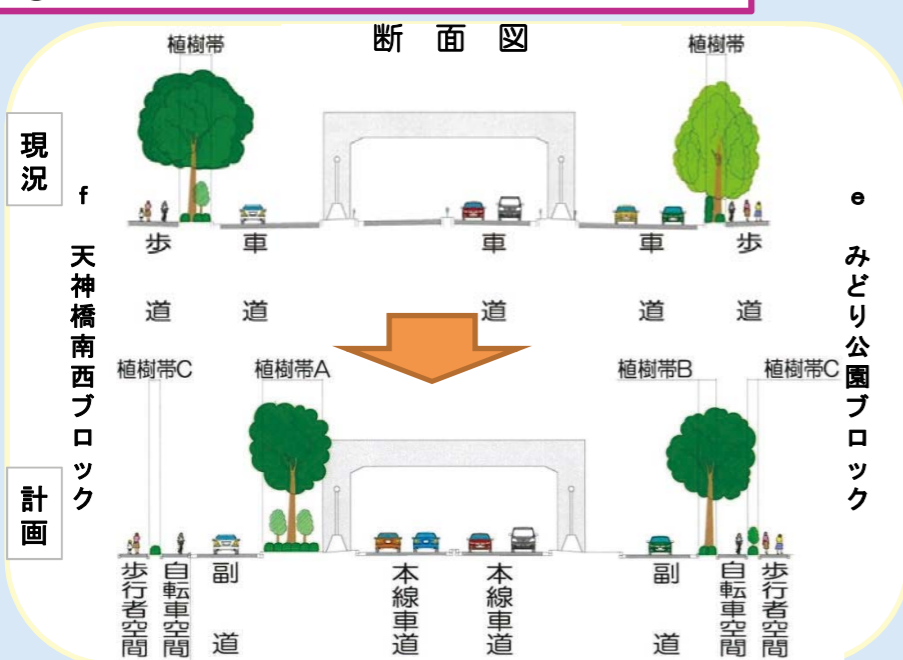 断面図
植樹帯
植樹帯
現況
f 天神橋南西ブロック
e みどり公園ブロック
歩道
車道
車道
車道
歩道
植樹帯C
植樹帯A
植樹帯B
植樹帯C
計画
歩行者空間
自転車空間
副道
本線車道
本線車道
副道
自転車空間
歩行者空間